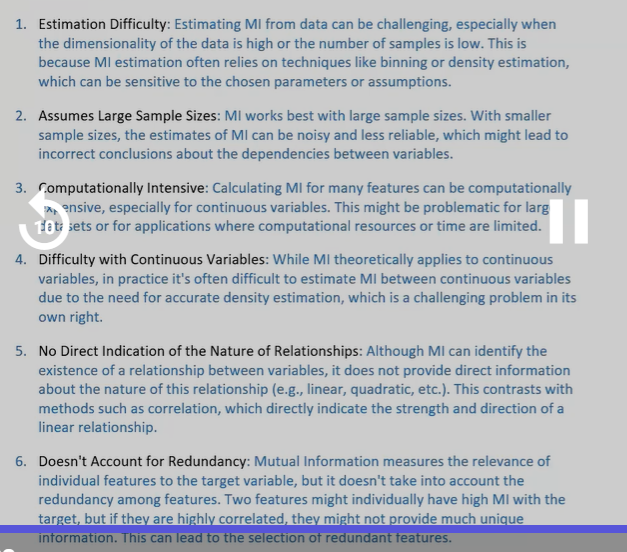 1. Estimation Difficulty: Estimating MI from data can be challenging, especially when
the dimensionality of the data is high or the number of samples is low. This is
because MI estimation often relies on techniques like binning or density estimation,
which can be sensitive to the chosen parameters or assumptions.
2. Assumes Large Sample Sizes: MI works best with large sample sizes. With smaller
sample sizes, the estimates of MI can be noisy and less reliable, which might lead to
incorrect conclusions about the dependencies between variables.
3. Computationally Intensive: Calculating MI for many features can be computationally
expensive, especially for continuous variables. This might be problematic for larg
10
datasets or for applications where computational resources or time are limited.
4. Difficulty with Continuous Variables: While MI theoretically applies to continuous
variables, in practice it's often difficult to estimate MI between continuous variables
due to the need for accurate density estimation, which is a challenging problem in its
own right.
5. No Direct Indication of the Nature of Relationships: Although MI can identify the
existence of a relationship between variables, it does not provide direct information
about the nature of this relationship (e.g., linear, quadratic, etc.). This contrasts with
methods such as correlation, which directly indicate the strength and direction of a
linear relationship.
6. Doesn't Account for Redundancy: Mutual Information measures the relevance of
individual features to the target variable, but it doesn't take into account the
redundancy among features. Two features might individually have high MI with the
target, but if they are highly correlated, they might not provide much unique
information. This can lead to the selection of redundant features.